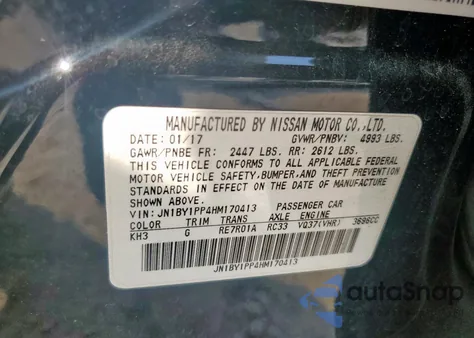 MANUFACTURED BY NISSAN MOTOR CO.,LTD.
DATE: 01/17 GVWR/PNBV: 4993 LBS.
GAWR/PNBE FR: 2447 LBS. RR: 2612 LBS.
THIS VEHICLE CONFORMS TO ALL APPLICABLE FEDERAL
MOTOR VEHICLE SAFETY,BUMPER,AND THEFT PREVENTION
STANDARDS IN EFFECT ON THE DATE OF MANUFACTURE
SHOWN ABOVE.
VIN: JN1BY1PP4HM170413 PASSENGER CAR
COLOR TRIM TRANS AXLE ENGINE
KH3 G RE7R01A RC33 VQ37(VHR) 3696CC
JN1BY1PP4HM170413
autoSnap